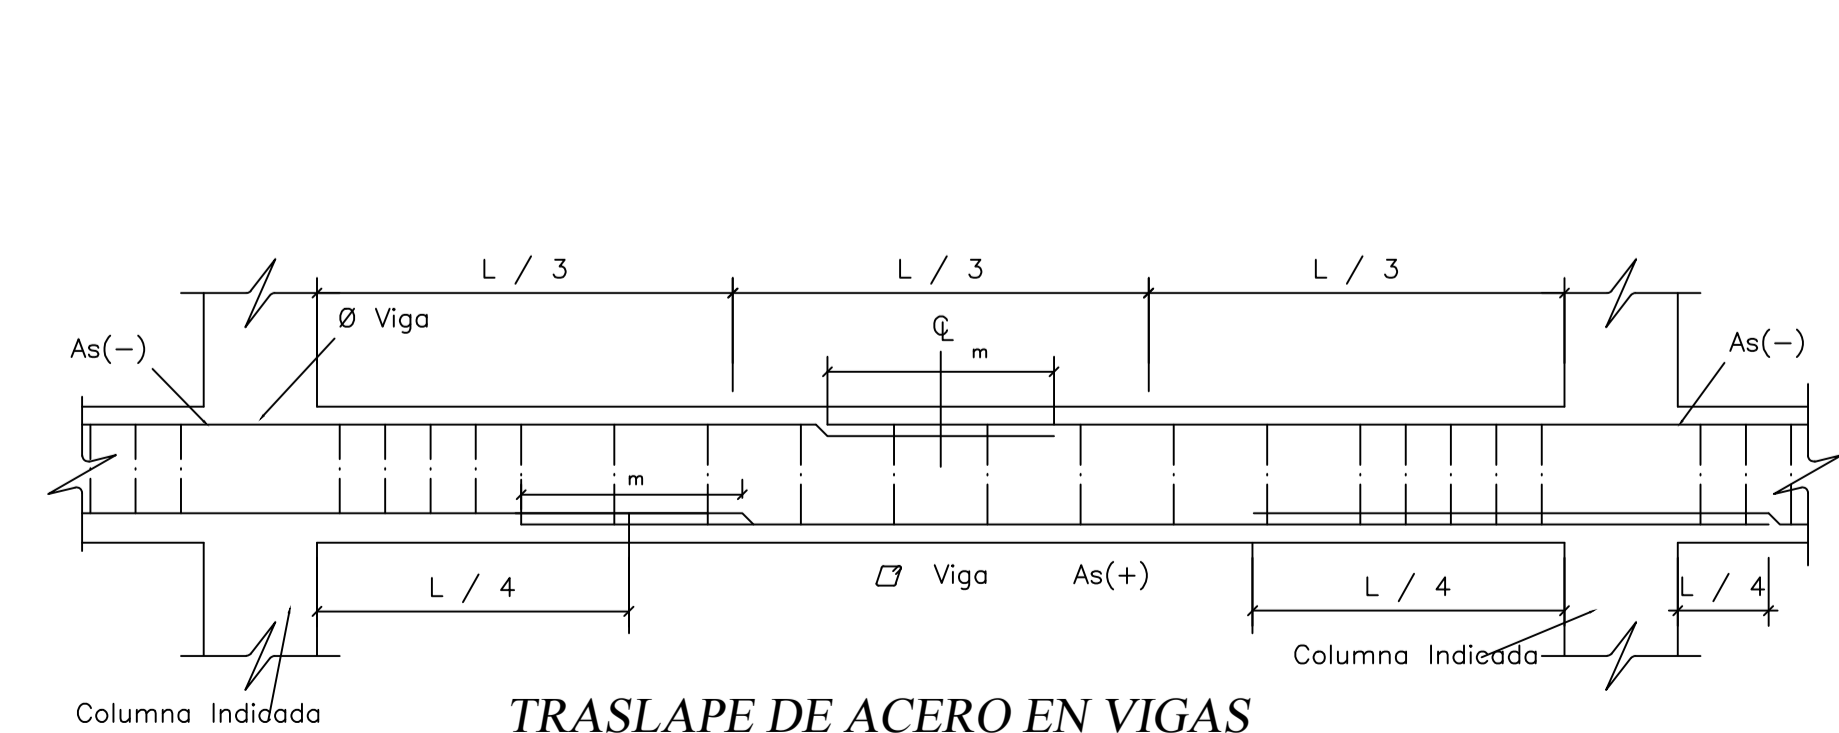 L / 3
L / 3
L / 3
Ø Viga
℄
m
As(-)
As(-)
m
Viga
As(+)
L / 4
L / 4
L / 4
Columna Indicada
Columna Indicada
TRASLAPE DE ACERO EN VIGAS